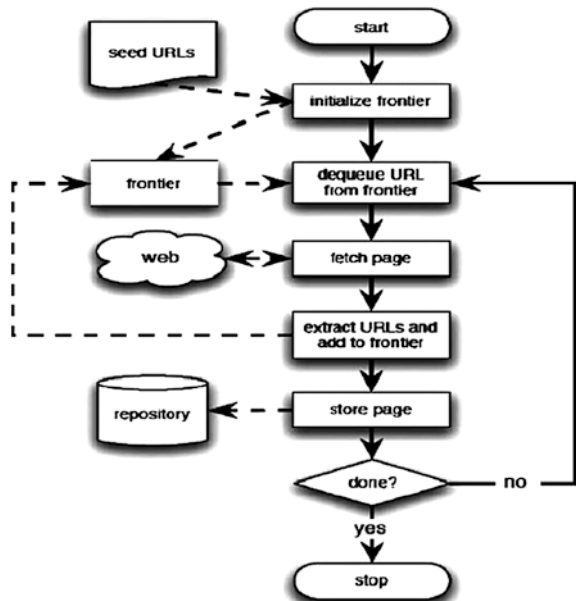 start
seed URLs
initialize frontier
frontier
dequeue URL
from frontier
web
fetch page
extract URLs and
add to frontier
repository
store page
done?
no
yes
stop